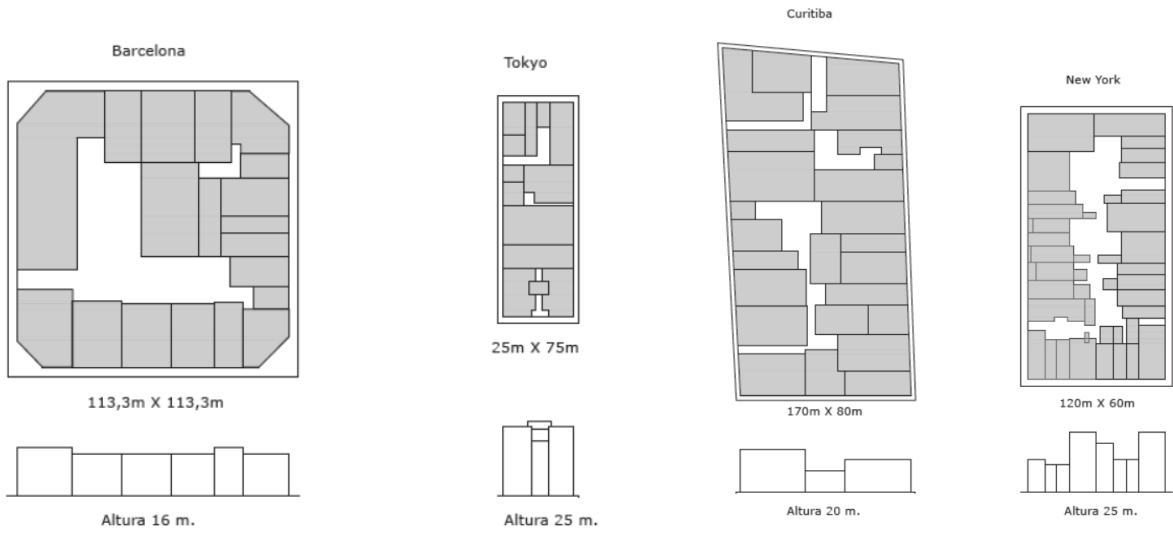 Barcelona
113,3m X 113,3m
Altura 16 m.
Tokyo
25m X 75m
Altura 25 m.
Curitiba
170m X 80m
Altura 20 m.
New York
120m X 60m
Altura 25 m.